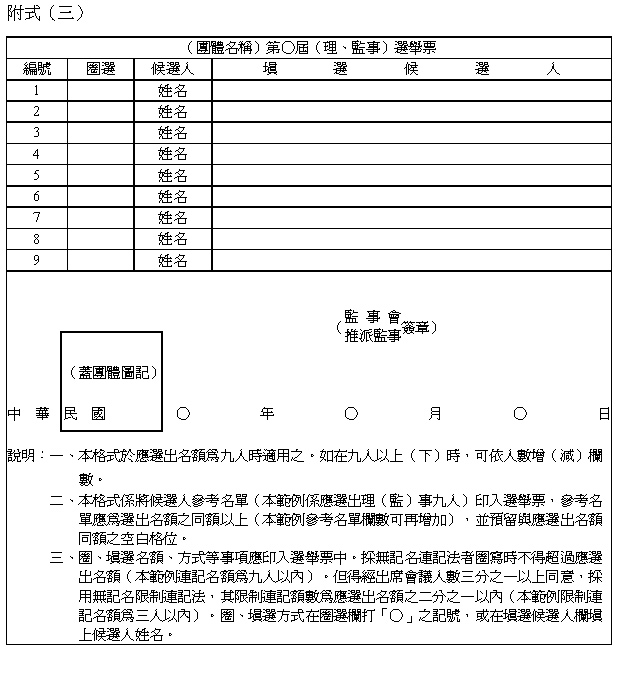 附式（三）
（團體名稱）第○屆（理、監事）選舉票
編號 圈選 候選人 填 選 候 選 人
1 姓名
2 姓名
3 姓名
4 姓名
5 姓名
6 姓名
7 姓名
8 姓名
9 姓名
（監事會推派監事簽章）
（蓋團體圖記）
中 華 民 國 ○ 年 ○ 月 ○ 日
說明：一、本格式於應選出名額為九人時適用之。如在九人以上（下）時，可依人數增（減）欄
數。
二、本格式係將候選人參考名單（本範例係應選出理（監）事九人）印入選舉票，參考名
單應為選出名額之同額以上（本範例參考名單欄數可再增加），並預留與應選出名額
同額之空白格位。
三、圈、填選名額、方式等事項應印入選舉票中。採無記名連記法者圈寫時不得超過應選
出名額（本範例連記名額為九人以內）。但得經出席會議人數三分之一以上同意，採
用無記名限制連記法，其限制連記額數為應選出名額之二分之一以內（本範例限制連
記名額為三人以內）。圈、填選方式在圈選欄打「○」之記號，或在填選候選人欄填
上候選人姓名。